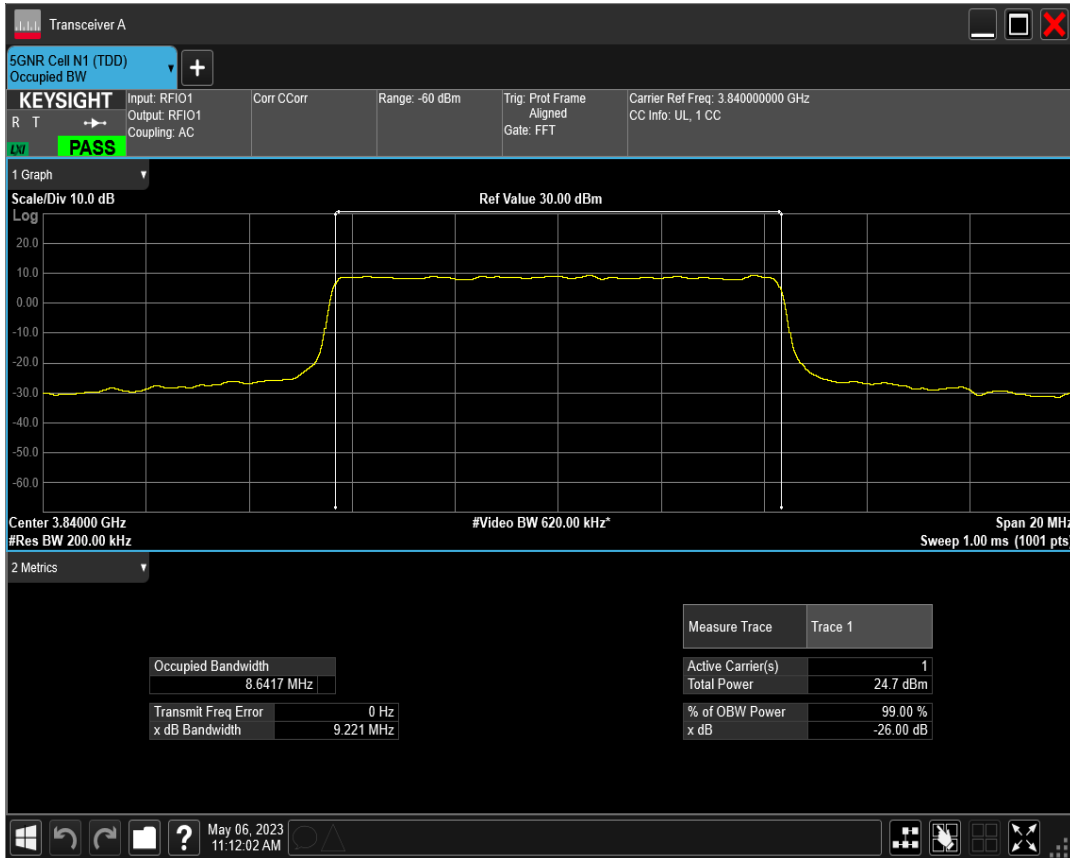 Transceiver A
5GNR Cell N1 (TDD)
Occupied BW
+
KEYSIGHT
R T
LXI
PASS
Input: RFIO1
Output: RFIO1
Coupling: AC
Corr CCorr
Range: -60 dBm
Trig: Prot Frame
Aligned
Gate: FFT
Carrier Ref Freq: 3.840000000 GHz
CC Info: UL, 1 CC
1 Graph
Scale/Div 10.0 dB
Ref Value 30.00 dBm
Log
20.0
10.0
0.00
-10.0
-20.0
-30.0
-40.0
-50.0
-60.0
Center 3.84000 GHz
#Video BW 620.00 kHz*
Span 20 MHz
#Res BW 200.00 kHz
Sweep 1.00 ms (1001 pts)
2 Metrics
Measure Trace Trace 1
Occupied Bandwidth
8.6417 MHz
Active Carrier(s) 1
Total Power 24.7 dBm
Transmit Freq Error 0 Hz
x dB Bandwidth 9.221 MHz
% of OBW Power 99.00 %
x dB -26.00 dB
?
May 06, 2023
11:12:02 AM